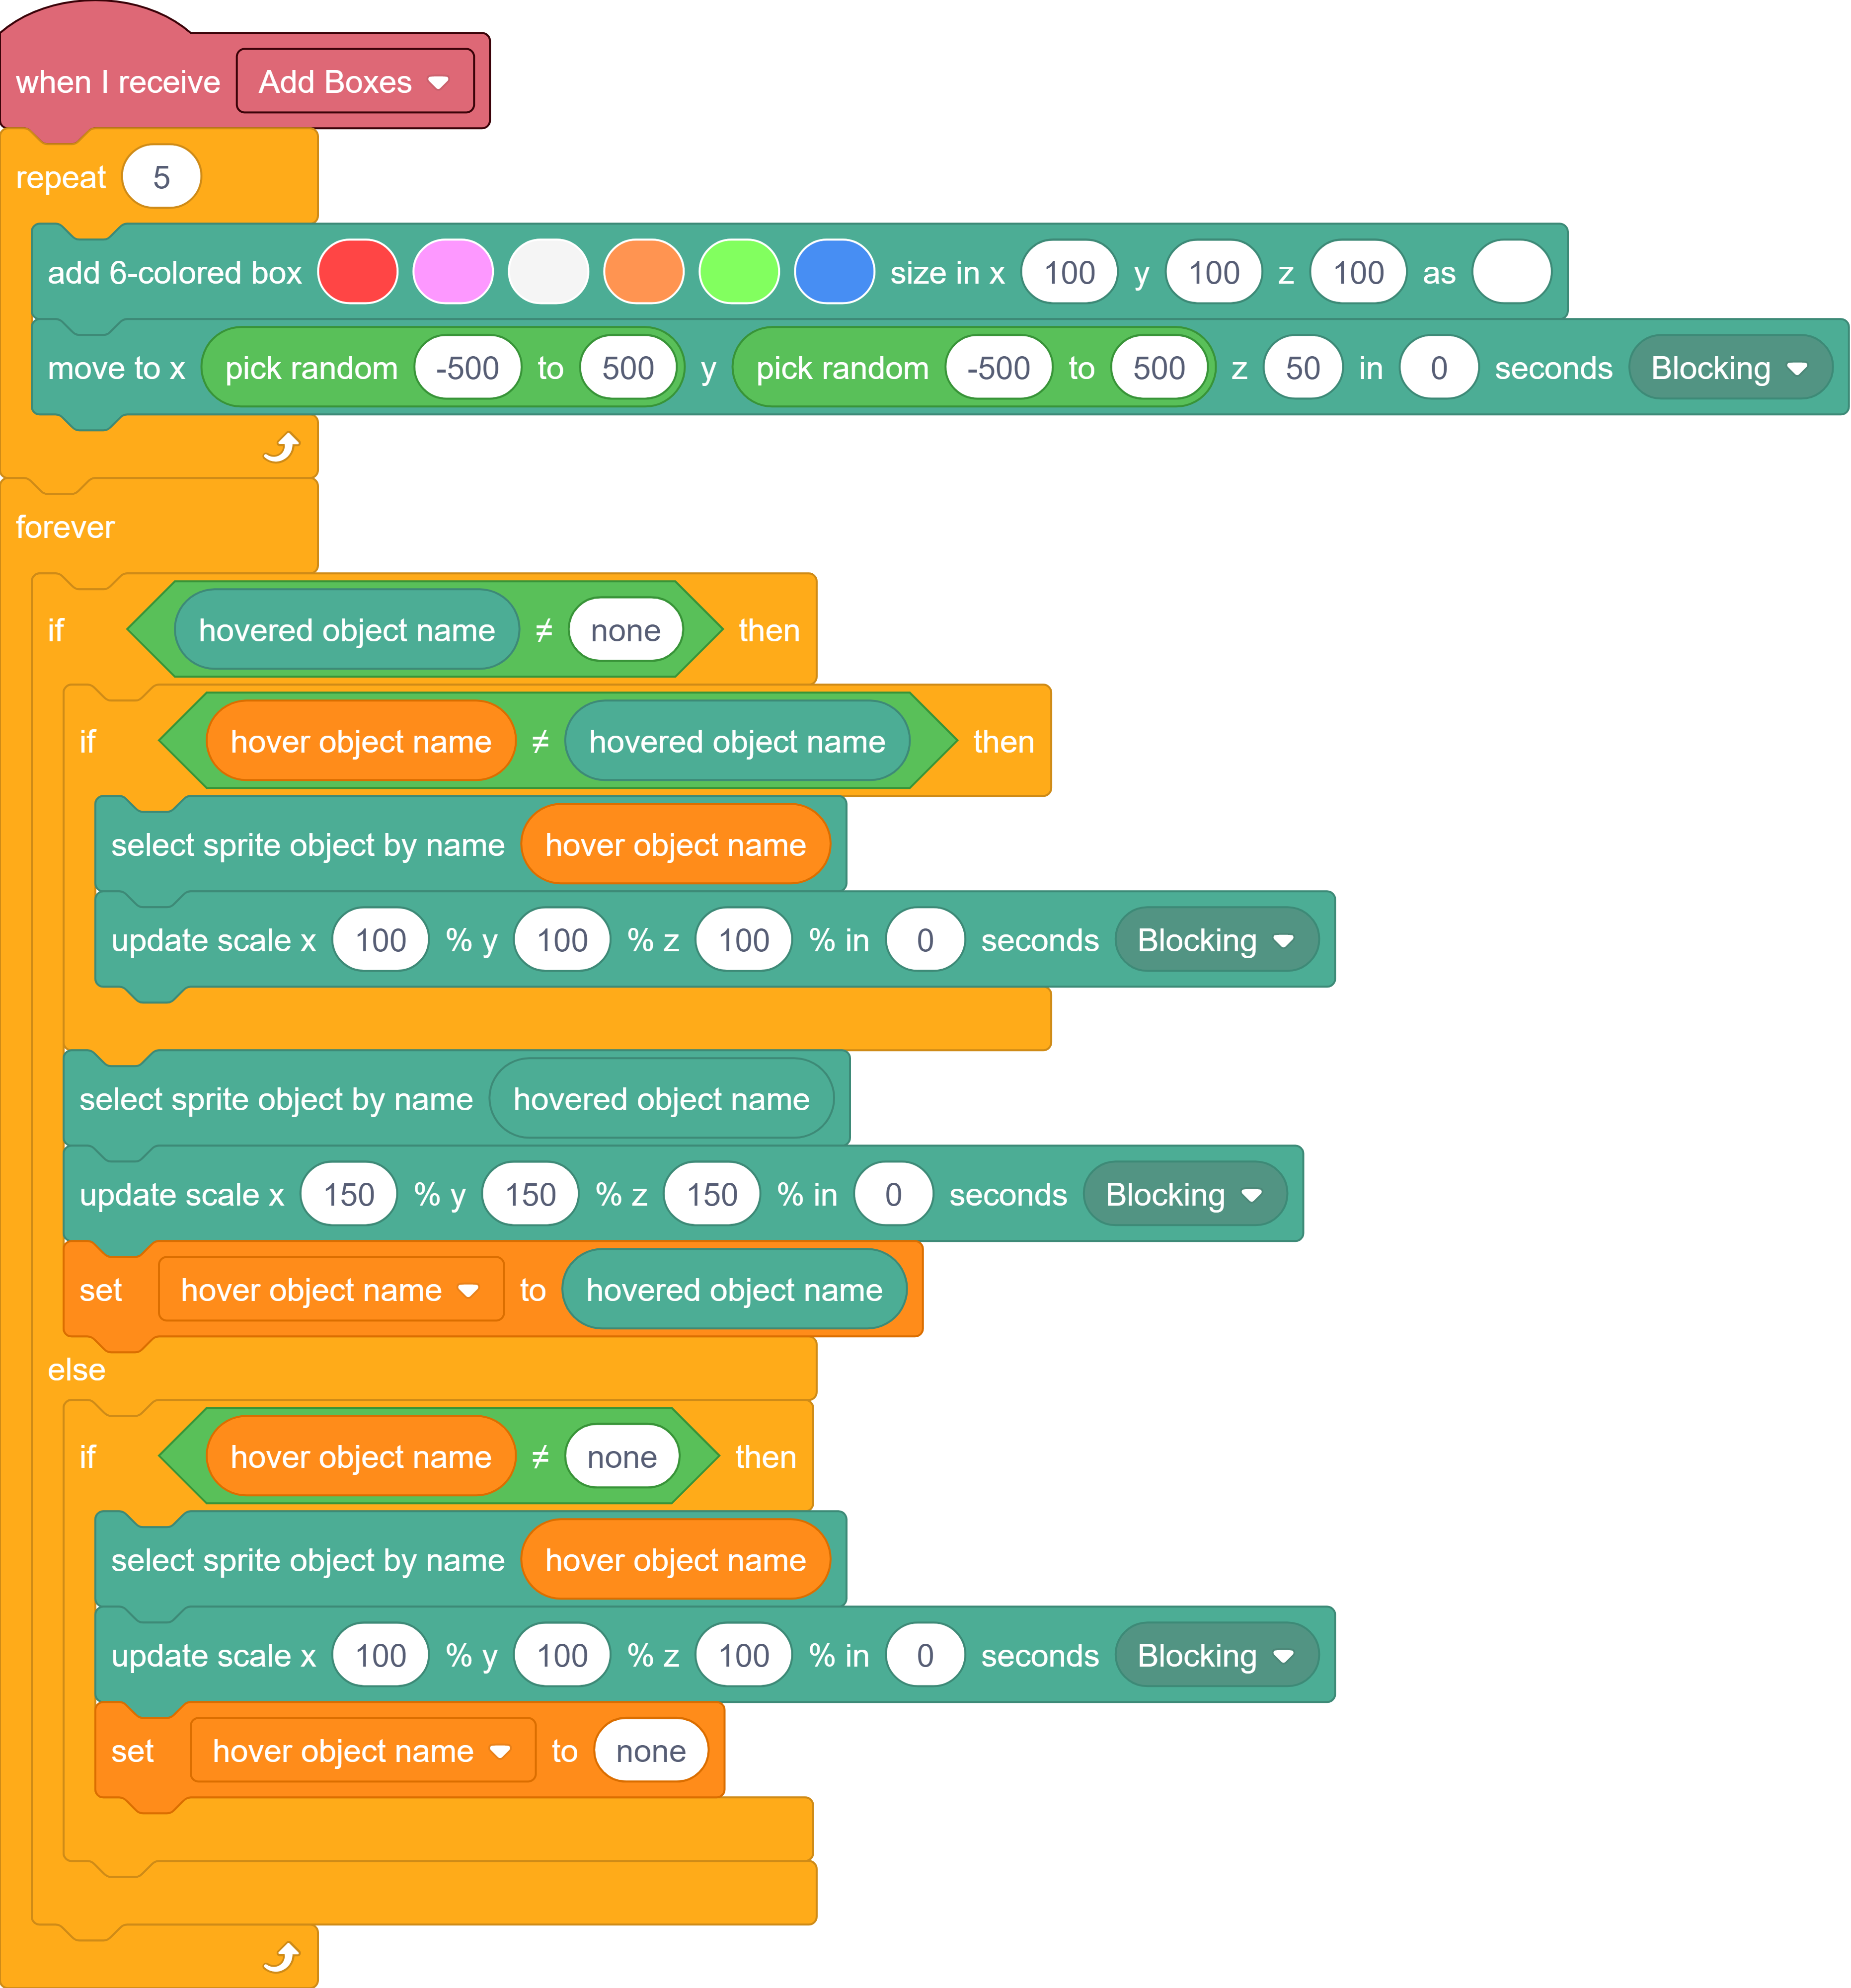 when I receive Add Boxes
repeat 5
add 6-colored box size in x 100 y 100 z 100 as
move to x pick random -500 to 500 y pick random -500 to 500 z 50 in 0 seconds Blocking
forever
if hovered object name ≠ none then
if hover object name ≠ hovered object name then
select sprite object by name hover object name
update scale x 100 % y 100 % z 100 % in 0 seconds Blocking
select sprite object by name hovered object name
update scale x 150 % y 150 % z 150 % in 0 seconds Blocking
set hover object name to hovered object name
else
if hover object name ≠ none then
select sprite object by name hover object name
update scale x 100 % y 100 % z 100 % in 0 seconds Blocking
set hover object name to none